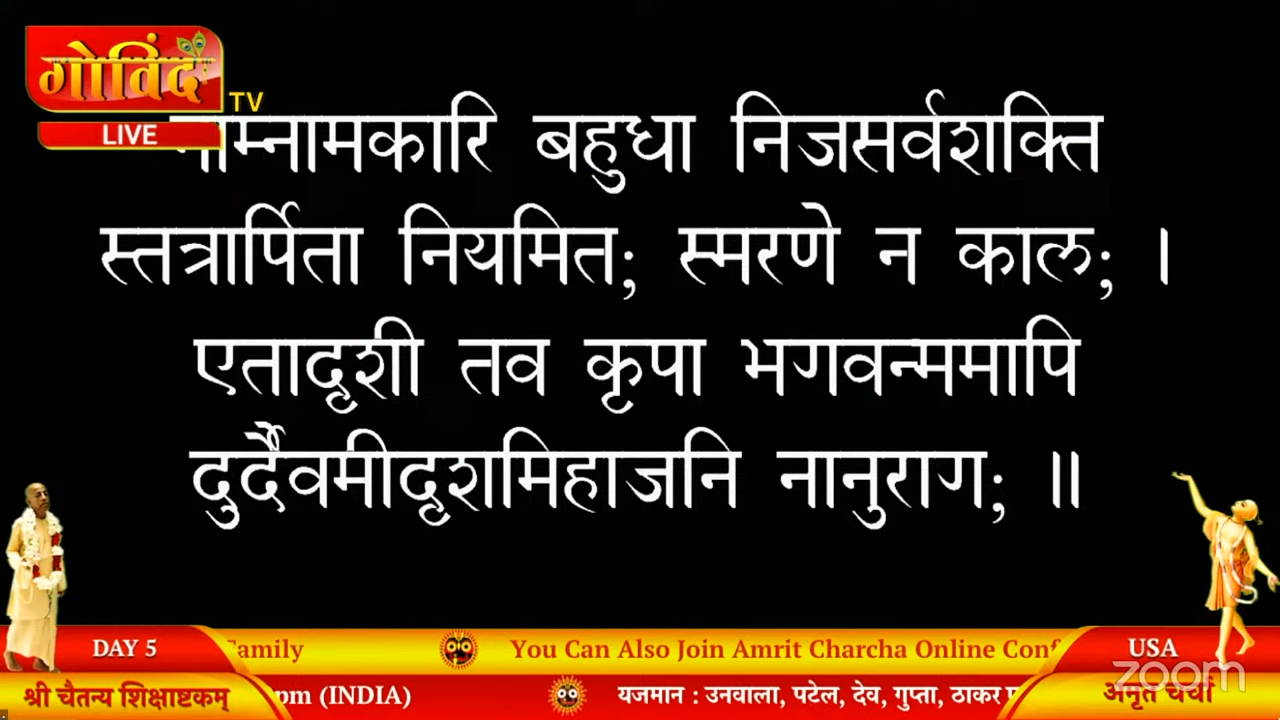 गोविंद
TV
LIVE
नाम्नामकारि बहुधा निजसर्वशक्ति
स्तत्रार्पिता नियमित; स्मरणे न काल; ।
एतादृशी तव कृपा भगवन्ममापि
दुर्दैवमीदृशमिहाजनि नानुराग; ॥
DAY 5
Family
You Can Also Join Amrit Charcha Online
USA
zoom
श्री चैतन्य शिक्षाष्टकम्
pm (INDIA)
यजमान : उनवाला, पटेल, देव, गुप्ता, ठाकर
अमृत चर्चा